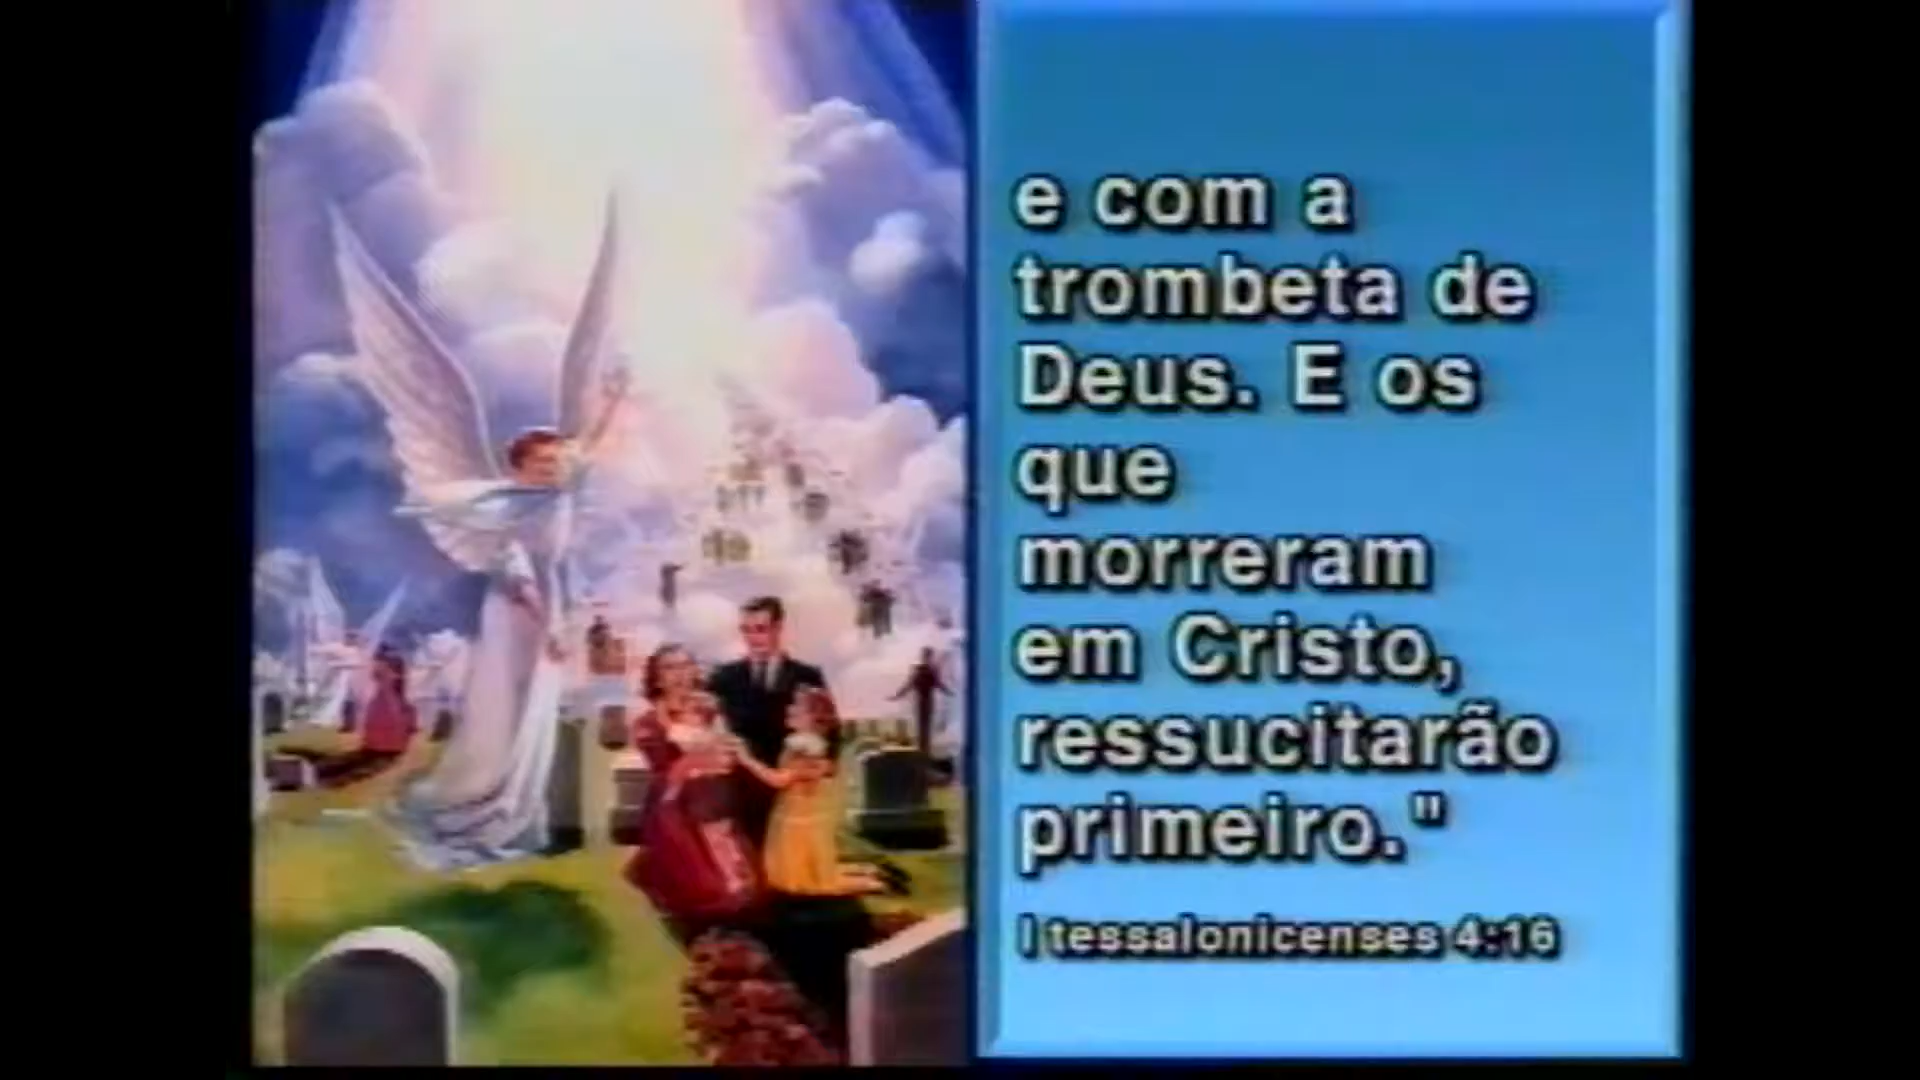 e com a
trombeta de
Deus. E os
que
morreram
em Cristo,
ressucitarão
primeiro."
I tessalonicenses 4:16